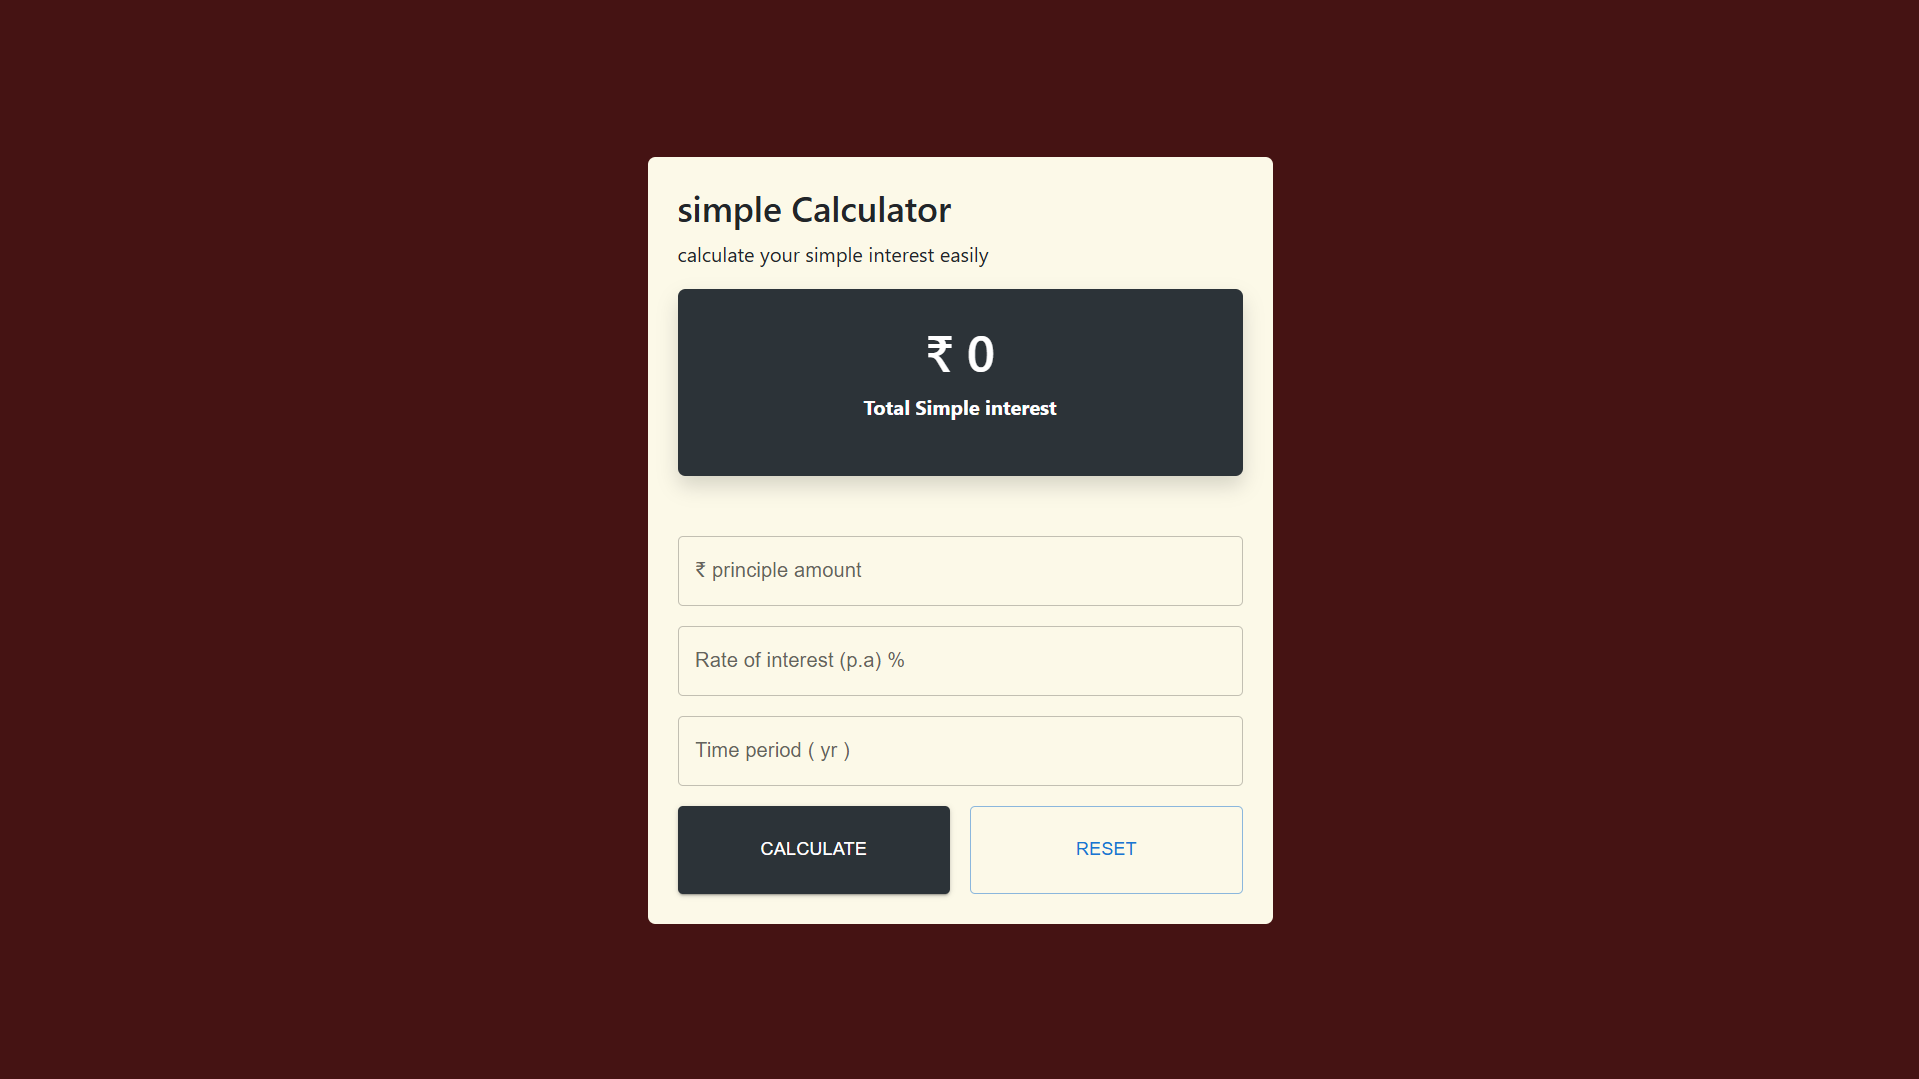 simple Calculator
calculate your simple interest easily
₹ 0
Total Simple interest
₹ principle amount
Rate of interest (p.a) %
Time period ( yr )
CALCULATE
RESET